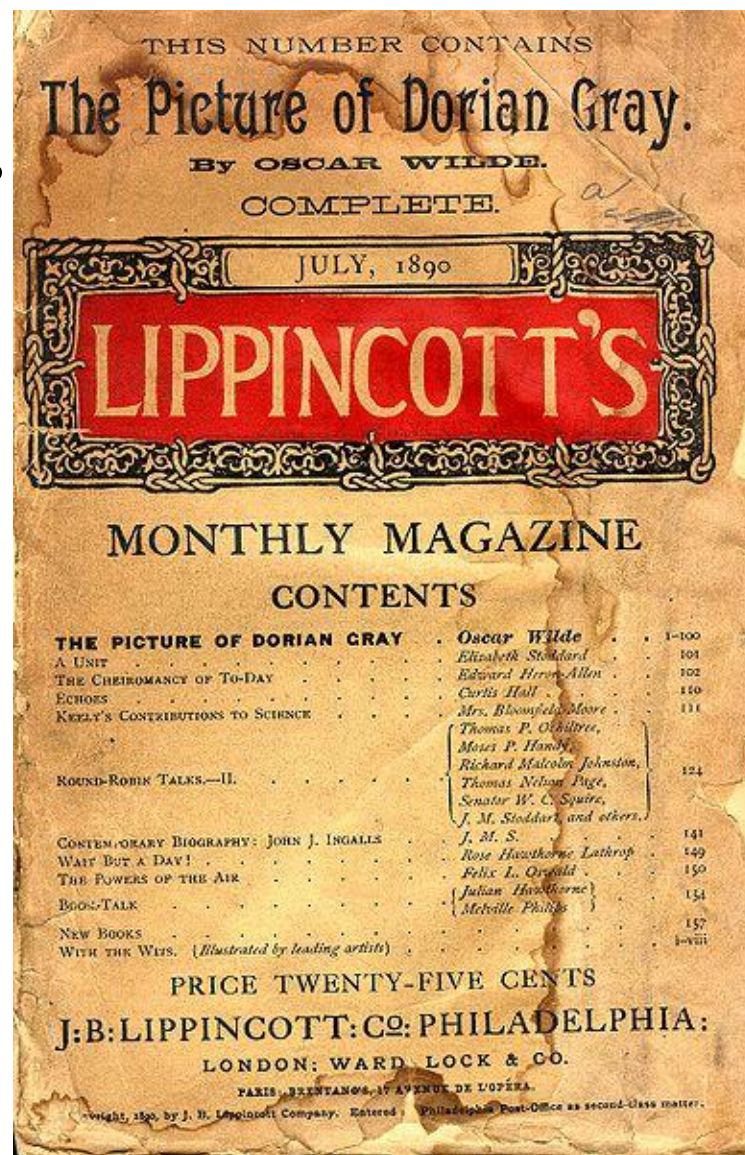 THIS NUMBER CONTAINS
The Picture of Dorian Gray.
By OSCAR WILDE.
COMPLETE.
JULY, 1890
LIPPINCOTT'S
MONTHLY MAGAZINE
CONTENTS
THE PICTURE OF DORIAN GRAY . Oscar Wilde . . 1-100
A UNIT . . . . . . . . . . Elizabeth Stoddard . . 101
THE CHEIROMANCY OF TO-DAY . . . . . Edward Heron-Allen . 102
ECHOES . . . . . . . . . . Curtis Hall . . . . 110
KEELY'S CONTRIBUTIONS TO SCIENCE . . . . Mrs. Bloomfield-Moore . 111
Thomas P. Ochiltree,
Moses P. Handy,
Richard Malcolm Johnston,
ROUND-ROBIN TALKS.—II. . . . . . . Thomas Nelson Page, 124
Senator W. C. Squire,
J. M. Stoddart, and others.
CONTEMPORARY BIOGRAPHY: JOHN J. INGALLS . J. M. S. . . . . 141
WAIT BUT A DAY! . . . . . . . Rose Hawthorne Lathrop . 149
THE POWERS OF THE AIR . . . . . . Felix L. Oswald . . . 150
BOOK-TALK . . . . . . . . Julian Hawthorne 154
Melville Philips
NEW BOOKS . . . . . . . . . . . . . 157
WITH THE WITS. (Illustrated by leading artists) . . . . . . . i-viii
PRICE TWENTY-FIVE CENTS
J:B:LIPPINCOTT:Co: PHILADELPHIA:
LONDON: WARD LOCK & CO.
PARIS: BRENTANO'S, 17 AVENUE DE L'OPÉRA.
Copyright, 1890, by J. B. Lippincott Company. Entered Philadelphia Post-Office as second-class matter.